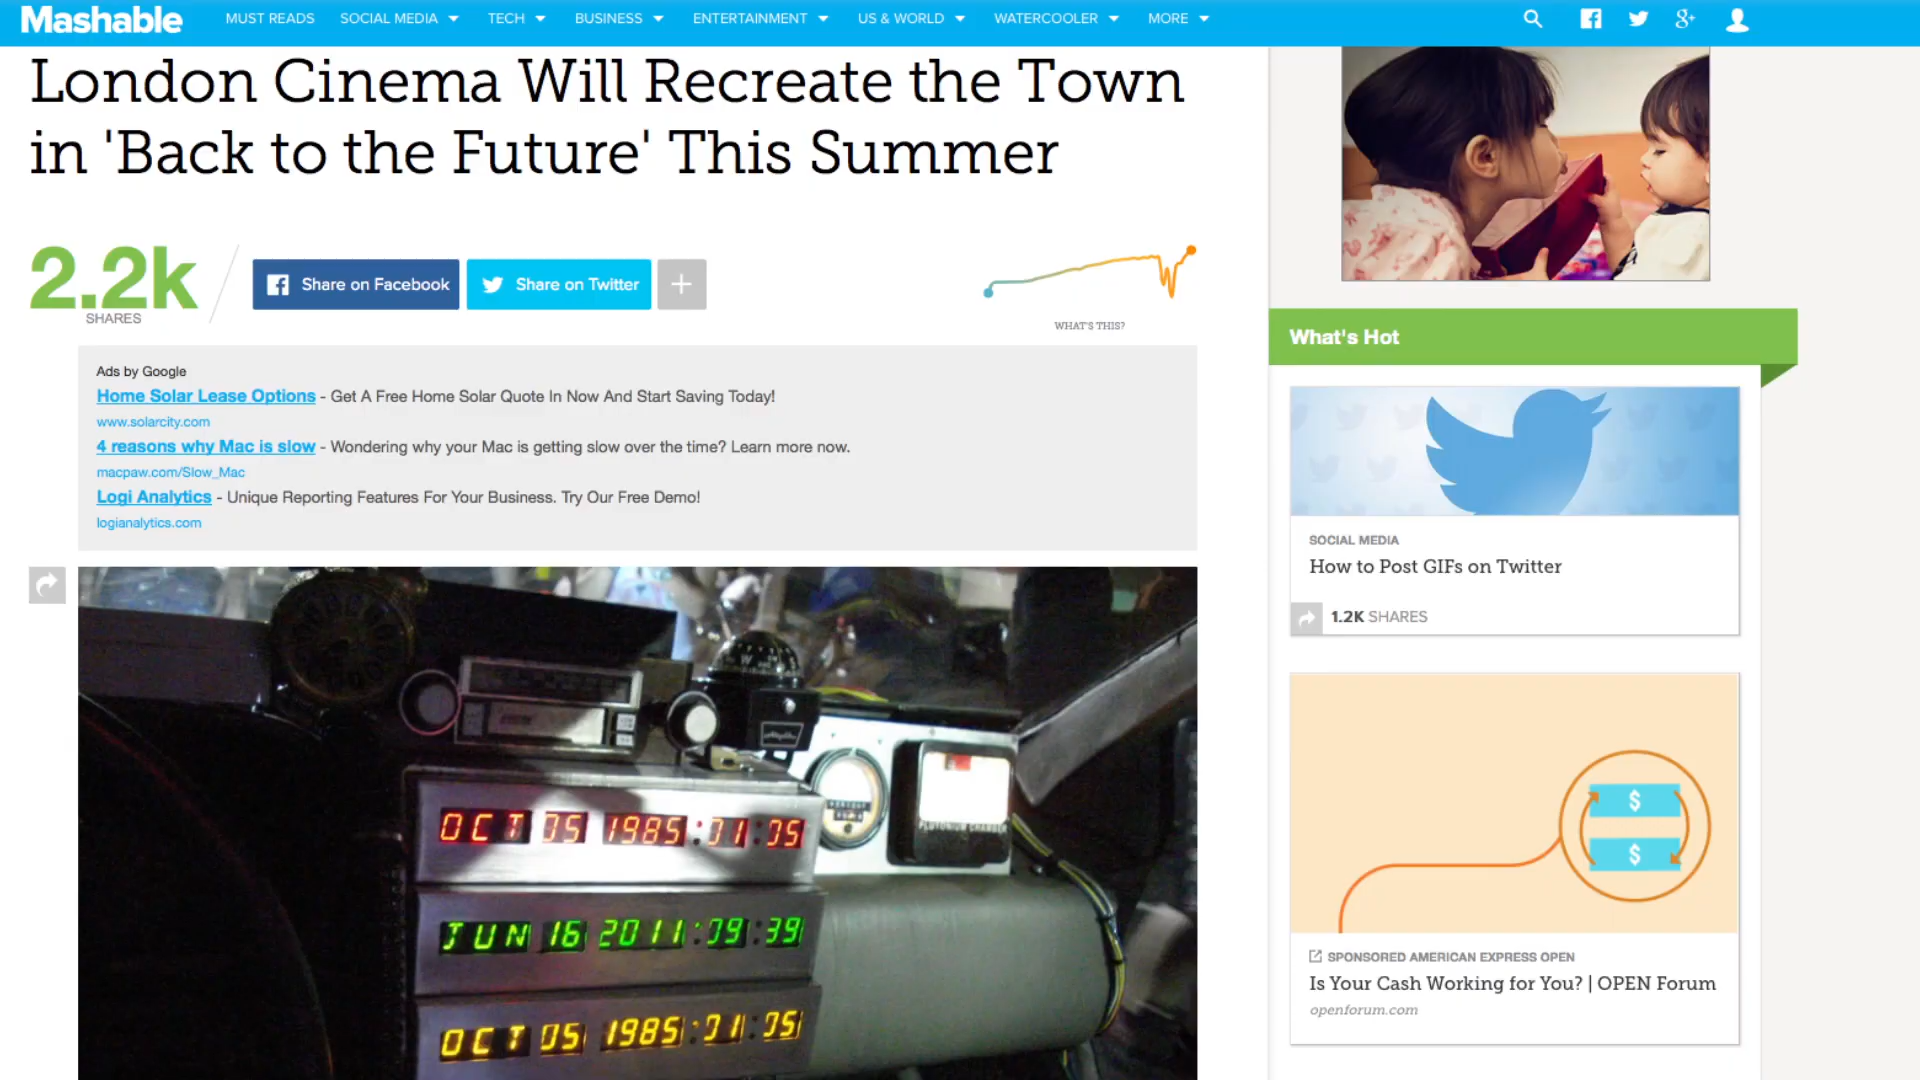 Mashable
MUST READS SOCIAL MEDIA TECH BUSINESS ENTERTAINMENT US & WORLD WATERCOOLER MORE
London Cinema Will Recreate the Town
in 'Back to the Future' This Summer
2.2k
SHARES
Share on Facebook
Share on Twitter
WHAT'S THIS?
Ads by Google
Home Solar Lease Options - Get A Free Home Solar Quote In Now And Start Saving Today!
www.solarcity.com
4 reasons why Mac is slow - Wondering why your Mac is getting slow over the time? Learn more now.
macpaw.com/Slow_Mac
Logi Analytics - Unique Reporting Features For Your Business. Try Our Free Demo!
logianalytics.com
W
PLUTONIUM CHAMBER
OCT 05 1985:01:05
JUN 16 2011:09:39
OCT 05 1985:01:05
What's Hot
SOCIAL MEDIA
How to Post GIFs on Twitter
1.2K SHARES
$
$
SPONSORED AMERICAN EXPRESS OPEN
Is Your Cash Working for You? | OPEN Forum
openforum.com